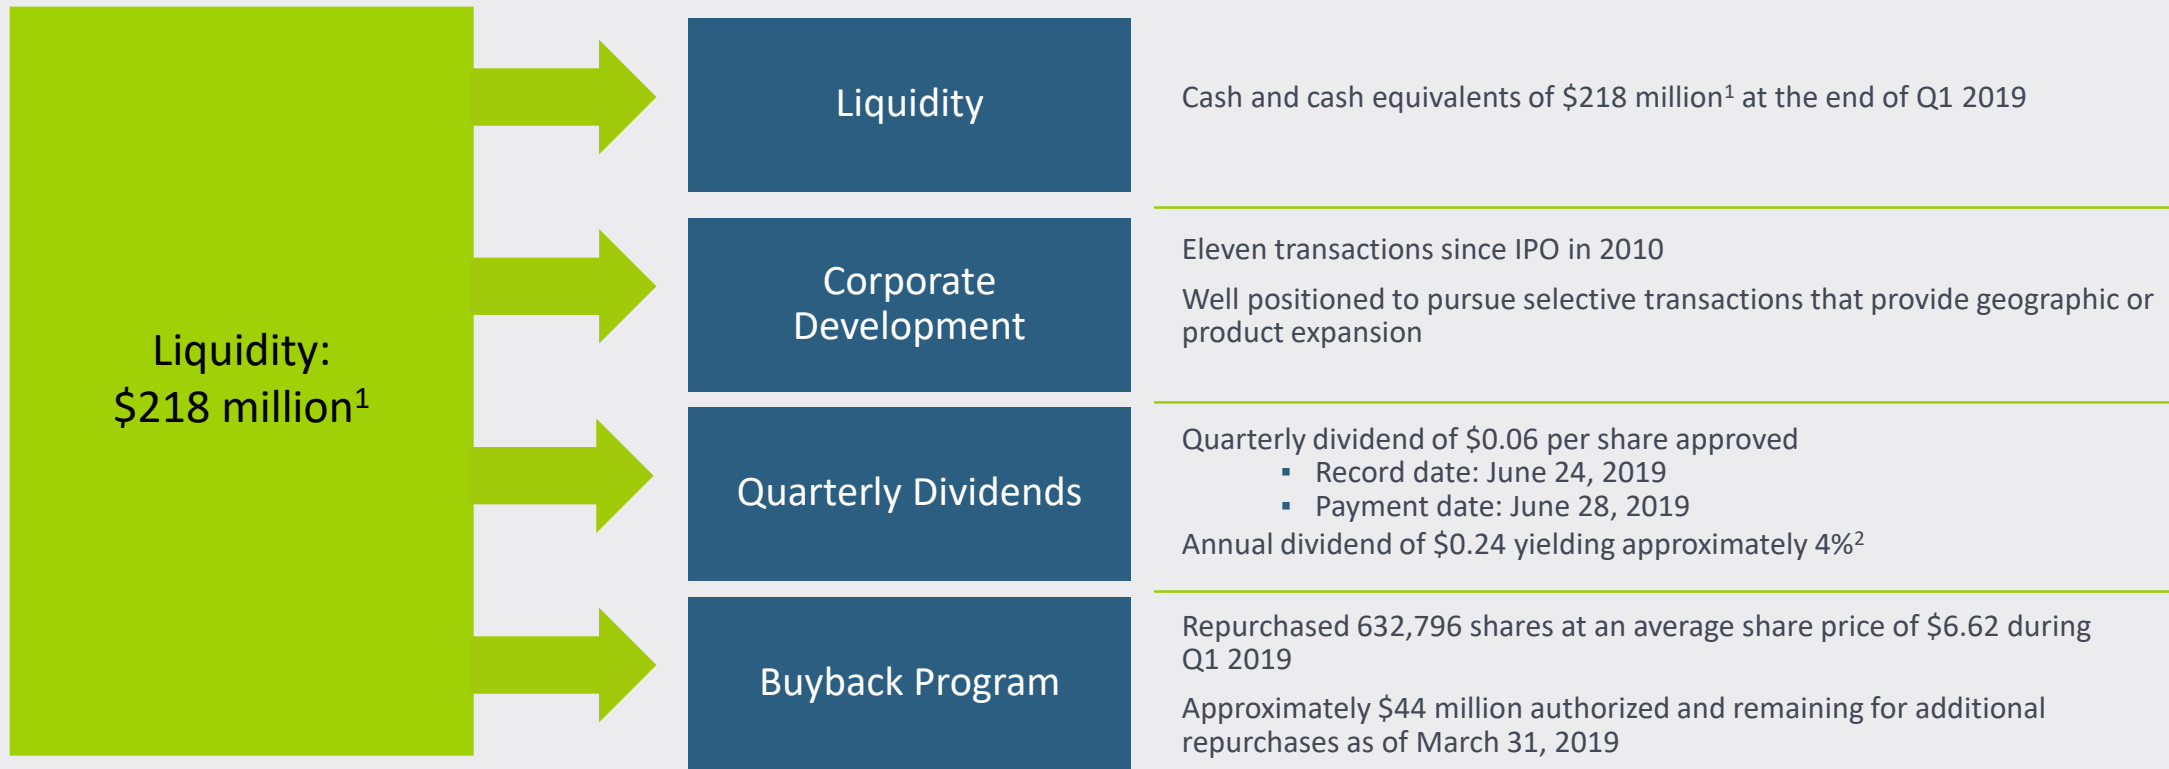 Liquidity:
$218 million¹
Liquidity
Cash and cash equivalents of $218 million¹ at the end of Q1 2019
Corporate
Development
Eleven transactions since IPO in 2010
Well positioned to pursue selective transactions that provide geographic or
product expansion
Quarterly Dividends
Quarterly dividend of $0.06 per share approved
▪ Record date: June 24, 2019
▪ Payment date: June 28, 2019
Annual dividend of $0.24 yielding approximately 4%²
Buyback Program
Repurchased 632,796 shares at an average share price of $6.62 during
Q1 2019
Approximately $44 million authorized and remaining for additional
repurchases as of March 31, 2019